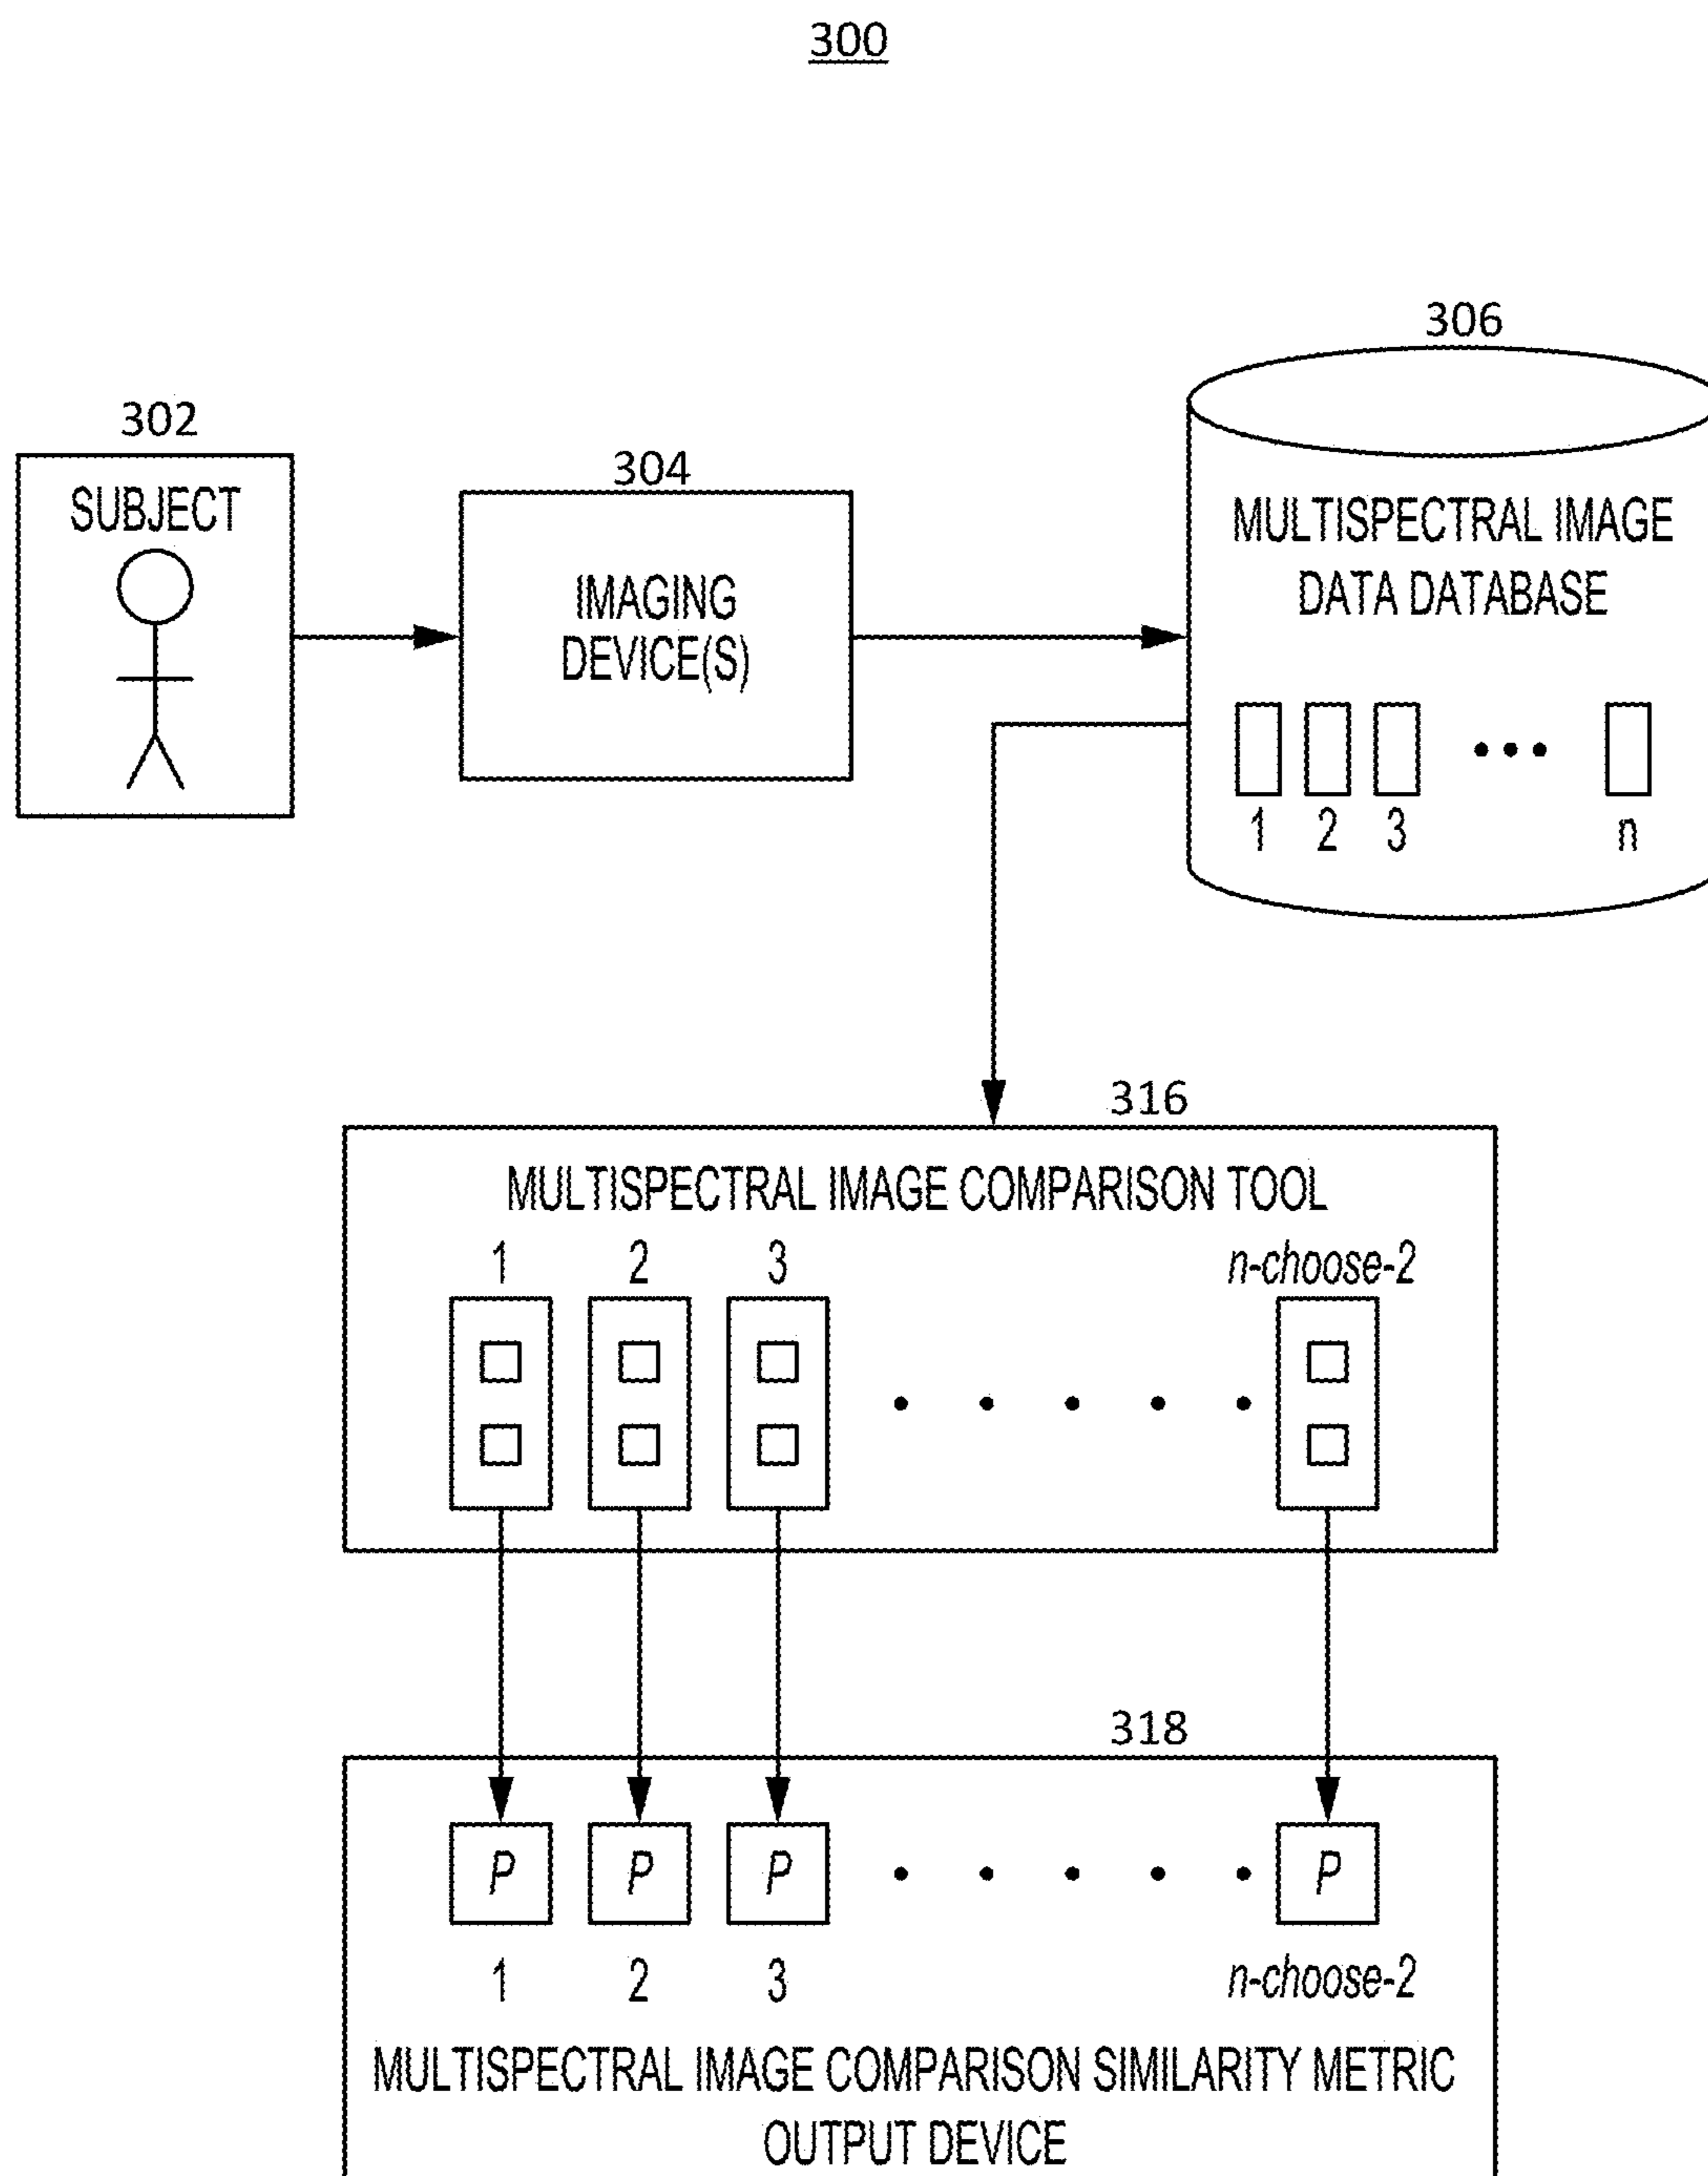 300
306
302
304
SUBJECT
IMAGING
DEVICE(S)
MULTISPECTRAL IMAGE
DATA DATABASE
1 2 3 ••• n
316
MULTISPECTRAL IMAGE COMPARISON TOOL
1 2 3 n-choose-2
318
P P P P
1 2 3 n-choose-2
MULTISPECTRAL IMAGE COMPARISON SIMILARITY METRIC
OUTPUT DEVICE